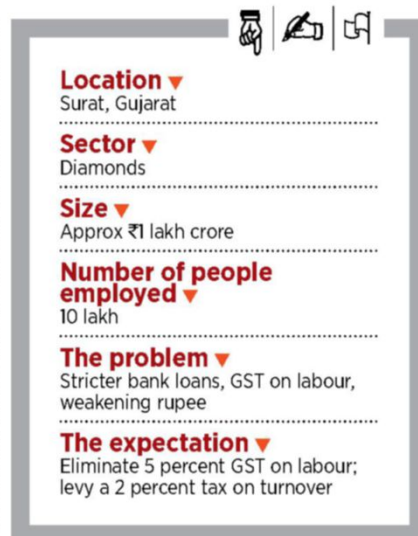 Location
Surat, Gujarat
Sector
Diamonds
Size
Approx ₹1 lakh crore
Number of people
employed
10 lakh
The problem
Stricter bank loans, GST on labour,
weakening rupee
The expectation
Eliminate 5 percent GST on labour;
levy a 2 percent tax on turnover